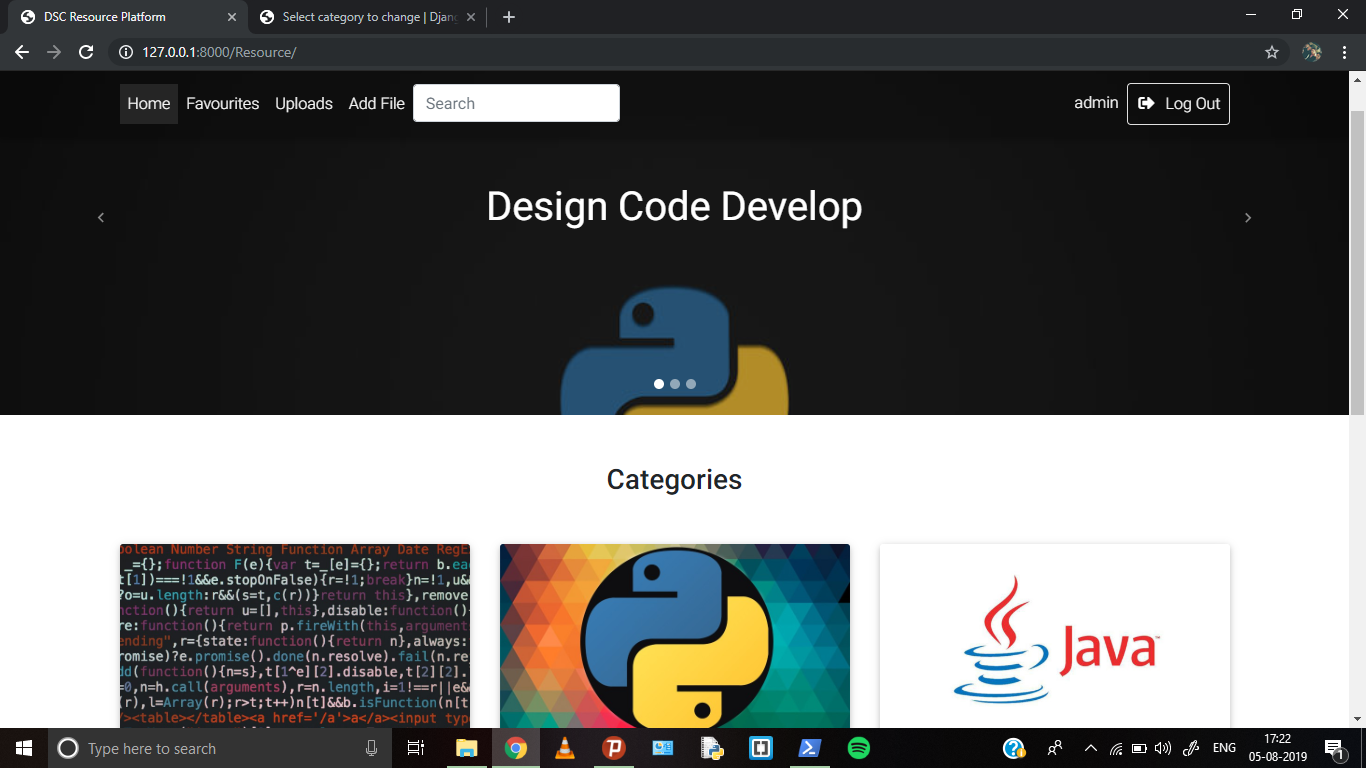 DSC Resource Platform
Select category to change | Djang
127.0.0.1:8000/Resource/
Home Favourites Uploads Add File Search admin Log Out
Design Code Develop
Categories
oolean Number String Function Array Date RegE
_={};function F(e){var t=_[e]={};return b.eac
t[1])===!1&&e.stopOnFalse){r=!1;break}n=!1,u&
?o=u.length:r&&(s=t,c(r))}return this},remove
nction(){return u=[],this},disable:function()
re:function(){return p.fireWith(this,argument
ending",r={state:function(){return n},always:
romise)?e.promise().done(n.resolve).fail(n.re
dd(function(){n=s},t[1^e][2].disable,t[2][2].
=0,n=h.call(arguments),r=n.length,i=1!==r||e&
(r),l=Array(r);r>t;t++)n[t]&&b.isFunction(n[t
/><table></table><a href='/a'>a</a><input typ
Java
Type here to search
ENG
17:22
05-08-2019
1